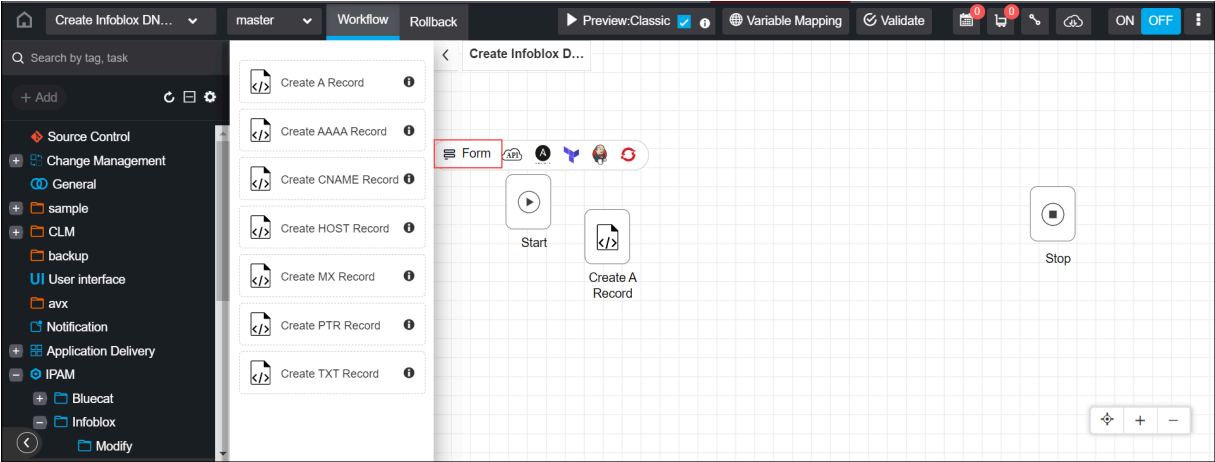 Create Infoblox DN...
master
Workflow
Rollback
Preview:Classic
Variable Mapping
Validate
0
0
ON
OFF
Search by tag, task
+ Add
Source Control
Change Management
General
sample
CLM
backup
UI User interface
avx
Notification
Application Delivery
IPAM
Bluecat
Infoblox
Modify
Create A Record
Create AAAA Record
Create CNAME Record
Create HOST Record
Create MX Record
Create PTR Record
Create TXT Record
Create Infoblox D...
Form
API
A
Start
Create A
Record
Stop